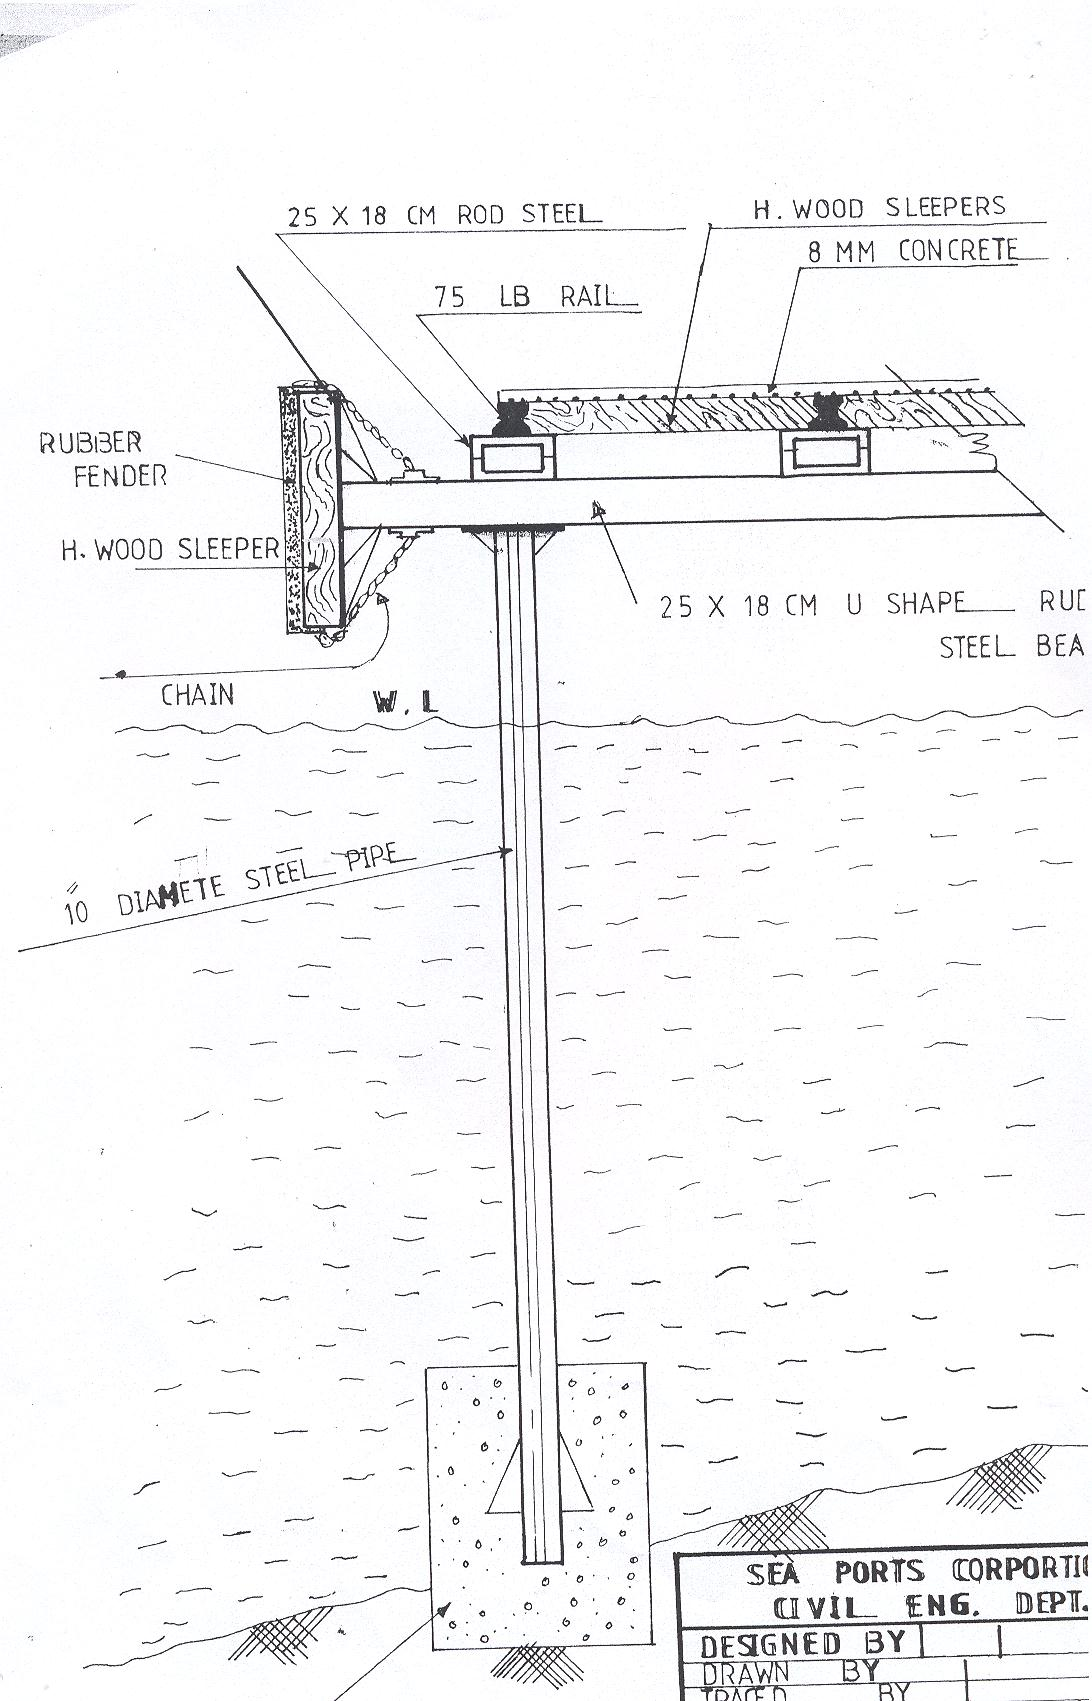 25 X 18 CM ROD STEEL
H. WOOD SLEEPERS
8 MM CONCRETE
75 LB RAIL
RUBBER
FENDER
H. WOOD SLEEPER
25 X 18 CM U SHAPE
STEEL BEA
CHAIN
W. L
10" DIAMETE STEEL PIPE
SEA PORTS CORPORTIO
CIVIL ENG. DEPT.
DESIGNED BY
DRAWN BY
TRACED BY